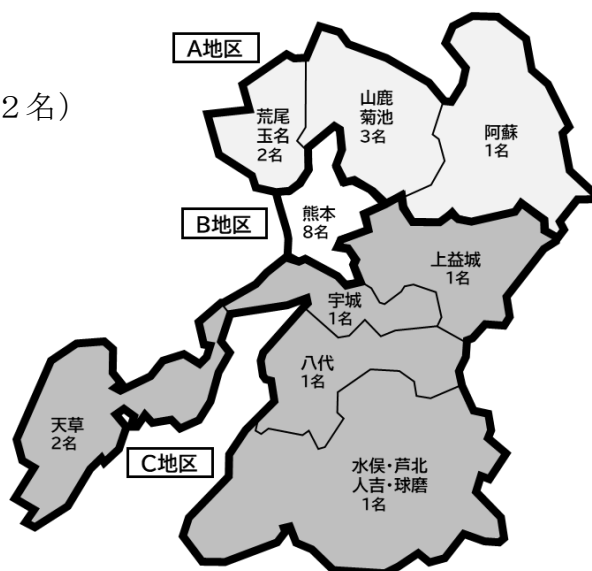 A地区
2名）
荒尾
玉名
2名
山鹿
菊池
3名
阿蘇
1名
B地区
熊本
8名
上益城
1名
宇城
1名
八代
1名
天草
2名
C地区
水俣・芦北
人吉・球磨
1名